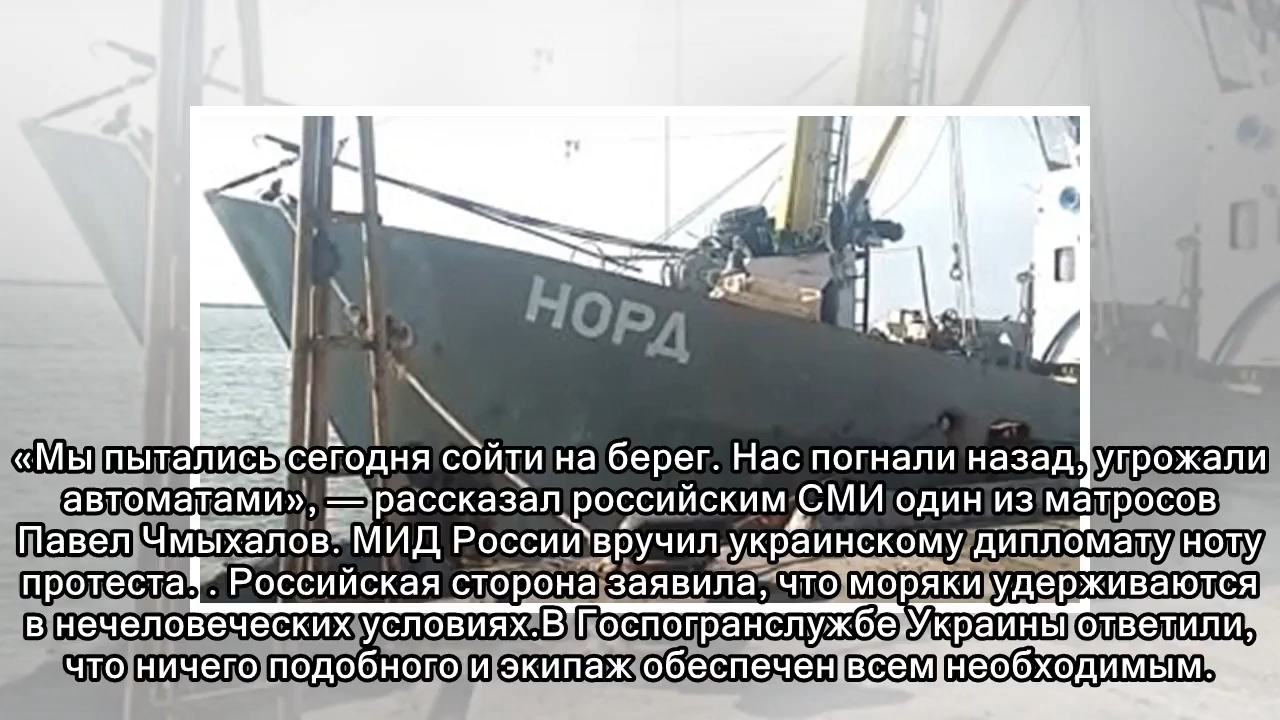 НОРД
«Мы пытались сегодня сойти на берег. Нас погнали назад, угрожали
автоматами», — рассказал российским СМИ один из матросов
Павел Чмыхалов. МИД России вручил украинскому дипломату ноту
протеста. . Российская сторона заявила, что моряки удерживаются
в нечеловеческих условиях.В Госпогранслужбе Украины ответили,
что ничего подобного и экипаж обеспечен всем необходимым.